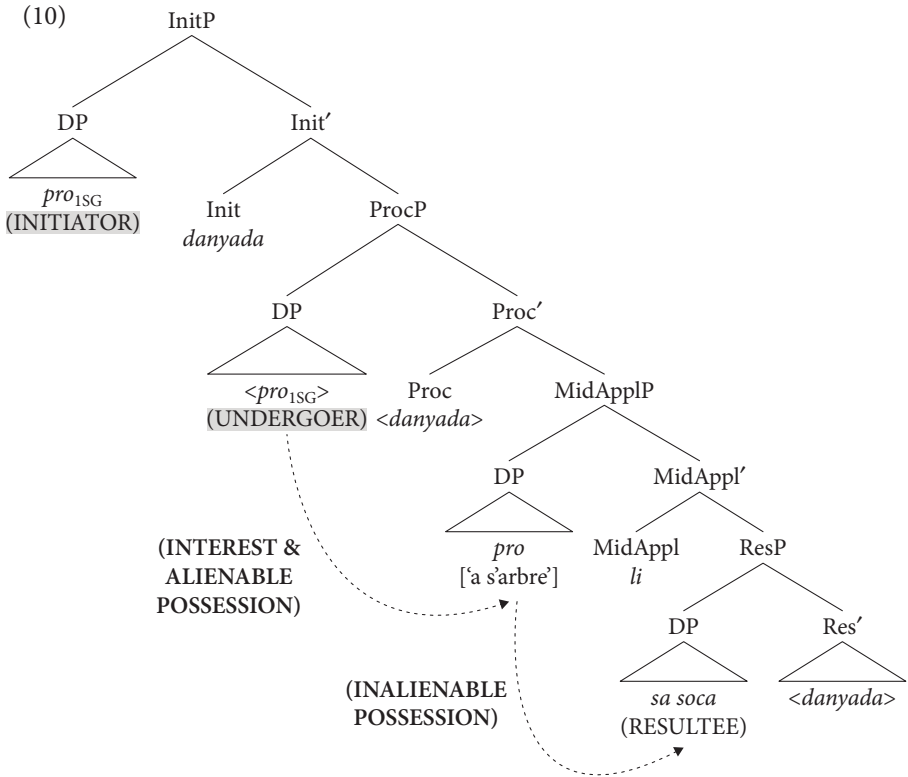 (10)
InitP
DP Init′
pro1SG
(INITIATOR)
Init ProcP
danyada
DP Proc′
<pro1SG>
(UNDERGOER)
Proc MidApplP
<danyada>
DP MidAppl′
(INTEREST &
ALIENABLE
POSSESSION)
pro
[‘a s’arbre’]
MidAppl ResP
li
DP Res′
(INALIENABLE
POSSESSION)
sa soca <danyada>
(RESULTEE)